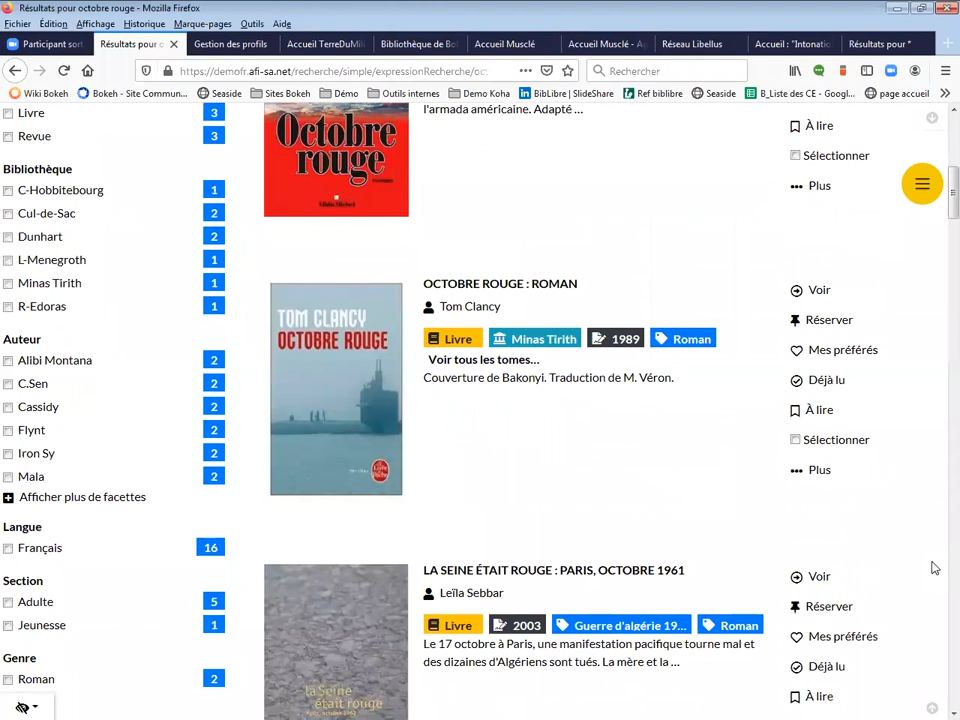 Résultats pour octobre rouge - Mozilla Firefox
Fichier Édition Affichage Historique Marque-pages Outils Aide
Participant sort Résultats pour o Gestion des profils Accueil TerreDuMil Bibliothèque de Bol Accueil Musclé Accueil Musclé - A Réseau Libellus Accueil : "Intonatio Résultats pour *
https://demofr.afi-sa.net/recherche/simple/expressionRecherche/oc Rechercher
Wiki Bokeh Bokeh - Site Commun... Seaside Sites Bokeh Démo Outils internes Demo Koha BibLibre | SlideShare Ref biblibre Seaside B_Liste des CE - Googl... page accueil
Livre 3
Revue 3
Bibliothèque
C-Hobbitebourg 1
Cul-de-Sac 2
Dunhart 2
L-Menegroth 1
Minas Tirith 1
R-Edoras 1
Auteur
Alibi Montana 2
C.Sen 2
Cassidy 2
Flynt 2
Iron Sy 2
Mala 2
Afficher plus de facettes
Langue
Français 16
Section
Adulte 5
Jeunesse 1
Genre
Roman 2
Octobre
rouge
Albin Michel
l'armada américaine. Adapté ...
À lire
Sélectionner
Plus
TOM CLANCY
OCTOBRE ROUGE
OCTOBRE ROUGE : ROMAN
Tom Clancy
Livre Minas Tirith 1989 Roman
Voir tous les tomes...
Couverture de Bakonyi. Traduction de M. Véron.
Voir
Réserver
Mes préférés
Déjà lu
À lire
Sélectionner
Plus
la Seine
était rouge
LA SEINE ÉTAIT ROUGE : PARIS, OCTOBRE 1961
Leïla Sebbar
Livre 2003 Guerre d'algérie 19... Roman
Le 17 octobre à Paris, une manifestation pacifique tourne mal et
des dizaines d'Algériens sont tués. La mère et la ...
Voir
Réserver
Mes préférés
Déjà lu
À lire